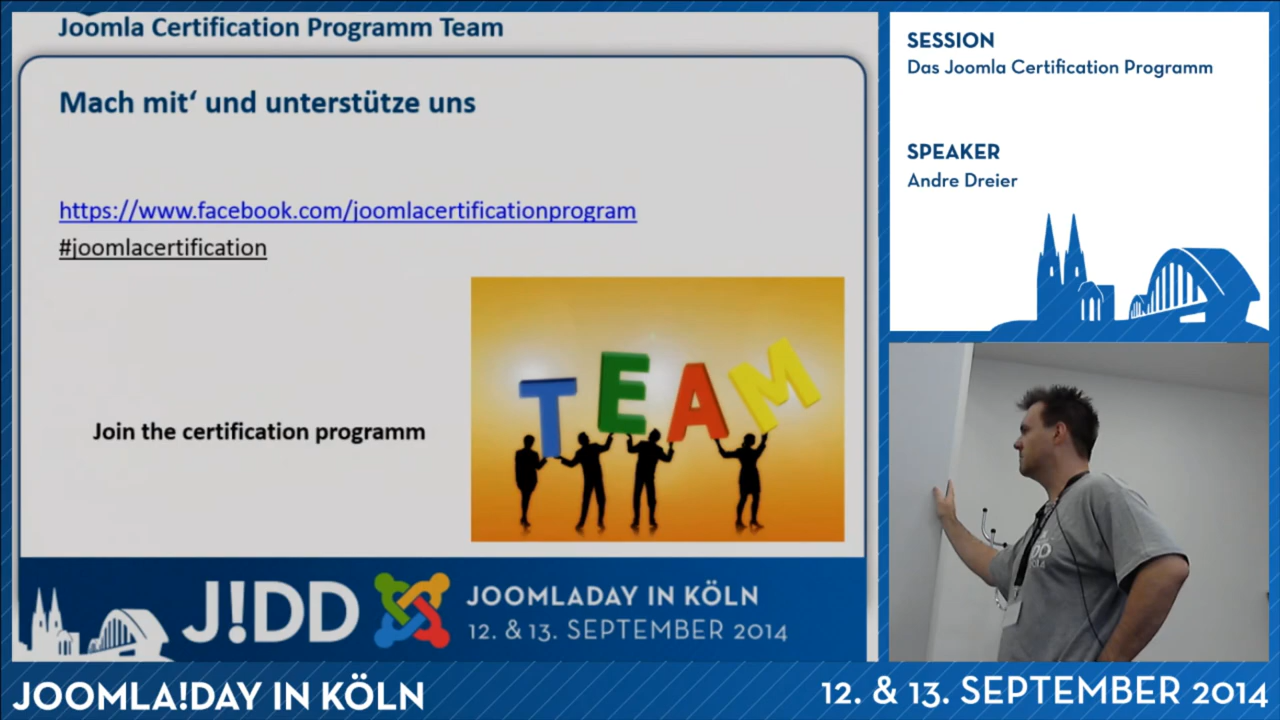 Joomla Certification Programm Team
Mach mit‘ und unterstütze uns
https://www.facebook.com/joomlacertificationprogram
#joomlacertification
TEAM
Join the certification programm
J!DD
JOOMLADAY IN KÖLN
12. & 13. SEPTEMBER 2014
SESSION
Das Joomla Certification Programm
SPEAKER
Andre Dreier
JOOMLA!DAY IN KÖLN
12. & 13. SEPTEMBER 2014